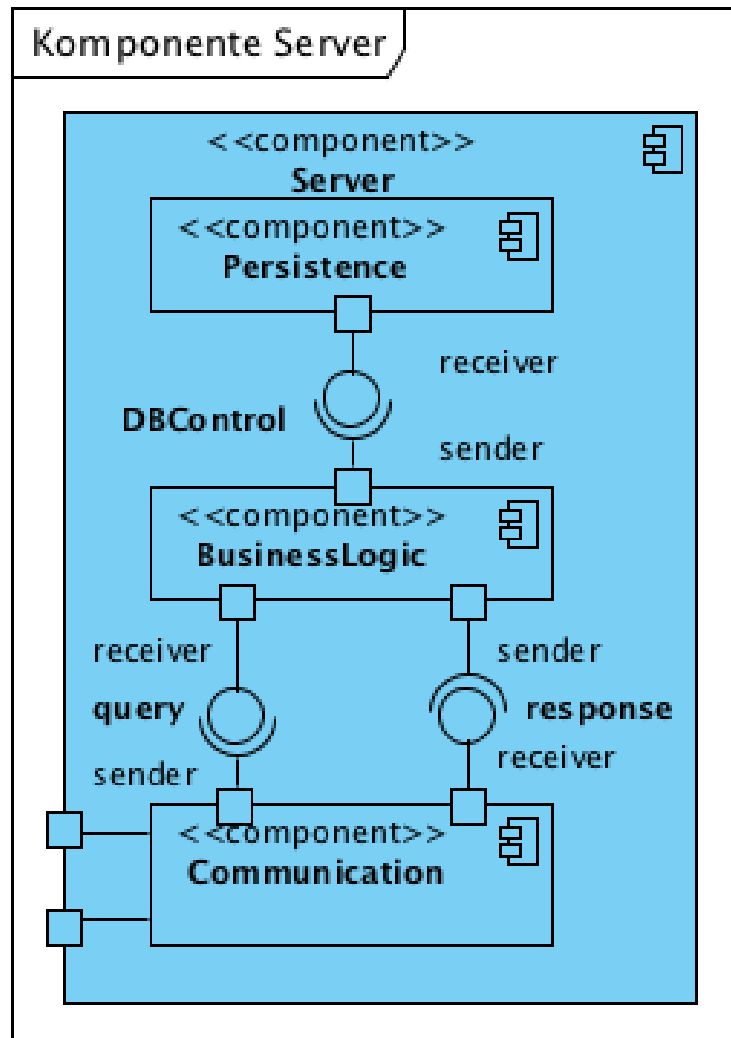 Komponente Server
<<component>>
Server
<<component>>
Persistence
receiver
DBControl
sender
<<component>>
BusinessLogic
receiver
sender
query
response
receiver
sender
<<component>>
Communication